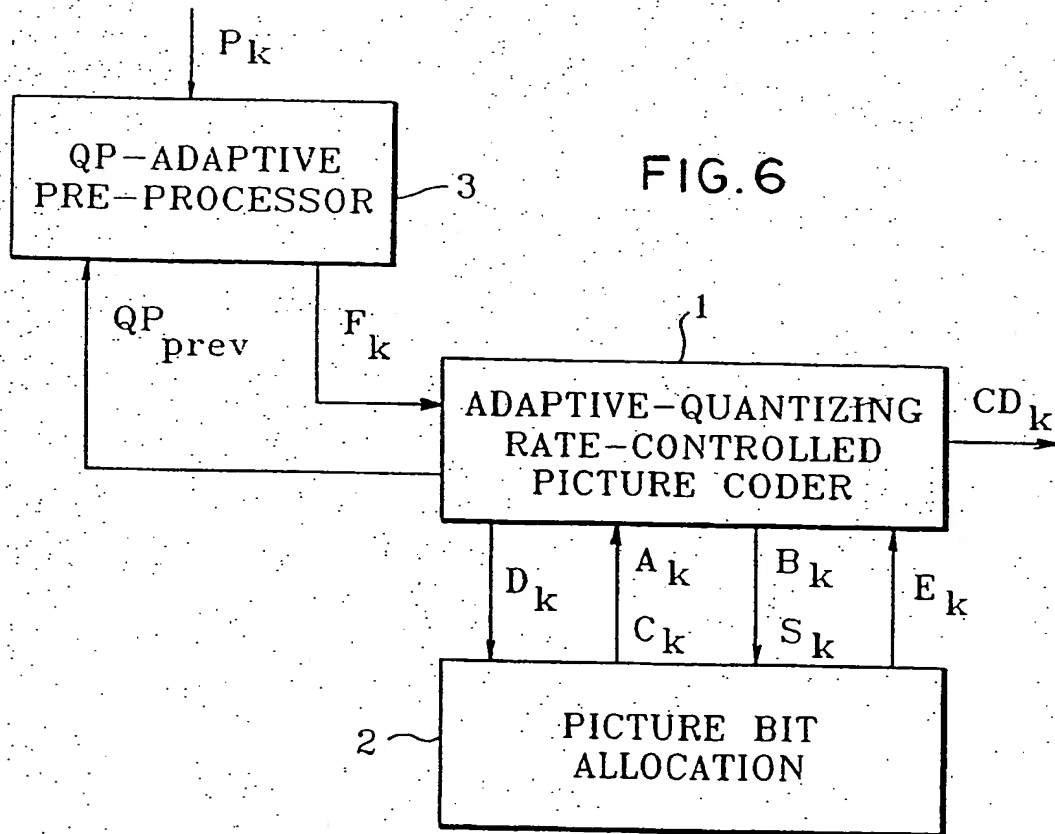 P_k
QP-ADAPTIVE
PRE-PROCESSOR
3
FIG. 6
QP_prev
F_k
1
ADAPTIVE-QUANTIZING
RATE-CONTROLLED
PICTURE CODER
CD_k
D_k
A_k
C_k
B_k
S_k
E_k
2
PICTURE BIT
ALLOCATION